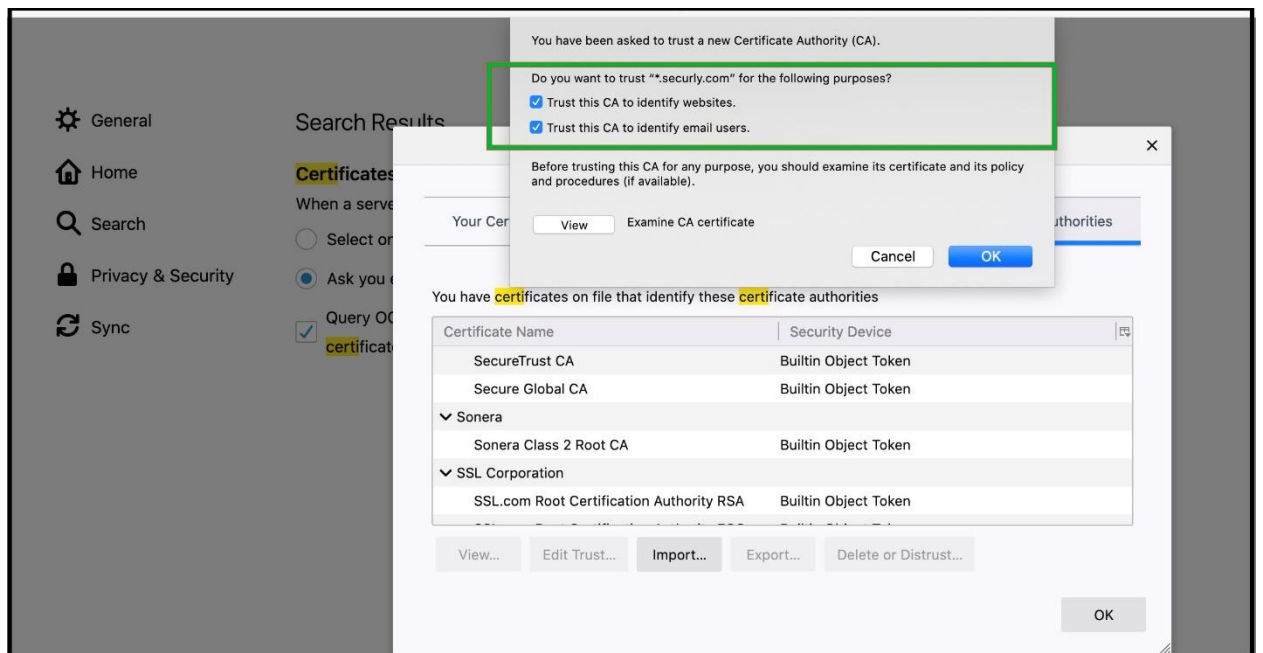 You have been asked to trust a new Certificate Authority (CA).
Do you want to trust “*.securly.com” for the following purposes?
Trust this CA to identify websites.
Trust this CA to identify email users.
Before trusting this CA for any purpose, you should examine its certificate and its policy
and procedures (if available).
View Examine CA certificate
Cancel OK
General
Home
Search
Privacy & Security
Sync
Search Results
Certificates
When a serve
Select on
Ask you e
Query OC
certificat
Your Cer
uthorities
You have certificates on file that identify these certificate authorities
Certificate Name Security Device
SecureTrust CA Builtin Object Token
Secure Global CA Builtin Object Token
Sonera
Sonera Class 2 Root CA Builtin Object Token
SSL Corporation
SSL.com Root Certification Authority RSA Builtin Object Token
View... Edit Trust... Import... Export... Delete or Distrust...
OK